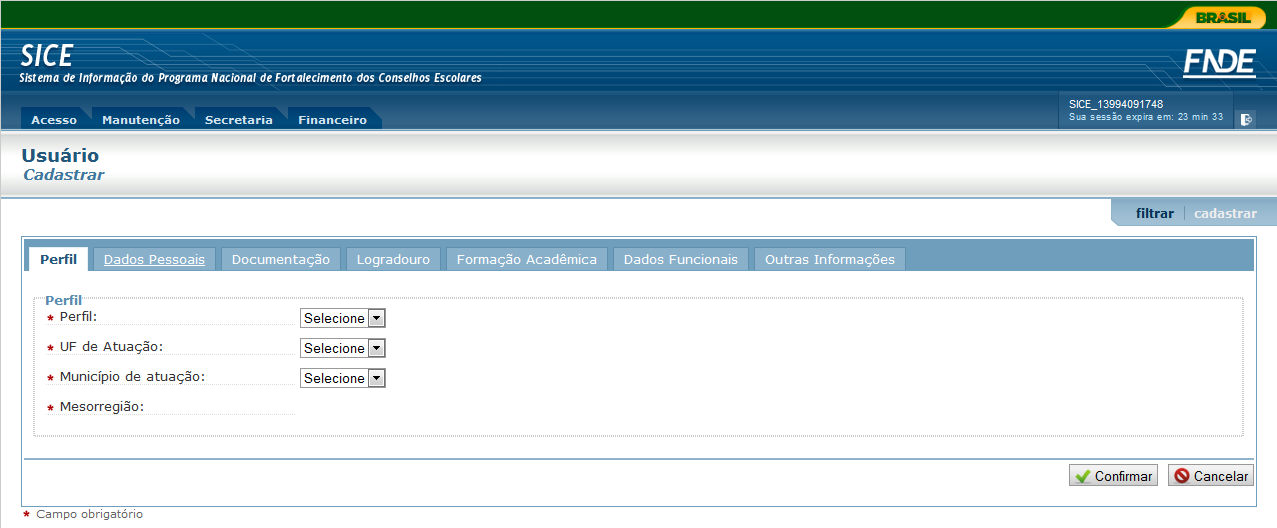 BRASIL
SICE
Sistema de Informação do Programa Nacional de Fortalecimento dos Conselhos Escolares
FNDE
Acesso Manutenção Secretaria Financeiro
SICE_13994091748
Sua sessão expira em: 23 min 33
Usuário
Cadastrar
filtrar | cadastrar
Perfil Dados Pessoais Documentação Logradouro Formação Acadêmica Dados Funcionais Outras Informações
Perfil
* Perfil: Selecione
* UF de Atuação: Selecione
* Município de atuação: Selecione
* Mesorregião:
Confirmar Cancelar
* Campo obrigatório